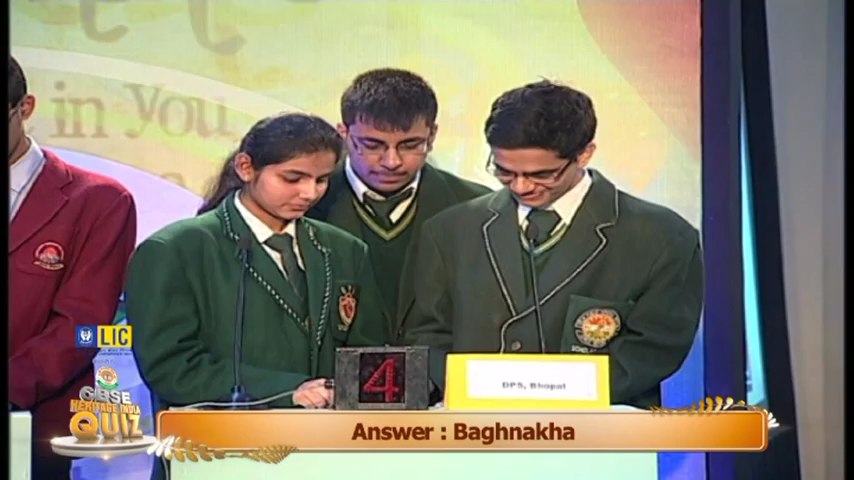 in you
LIC
CBSE
HERITAGE INDIA
QUIZ
4
DPS, Bhopal
Answer : Baghnakha